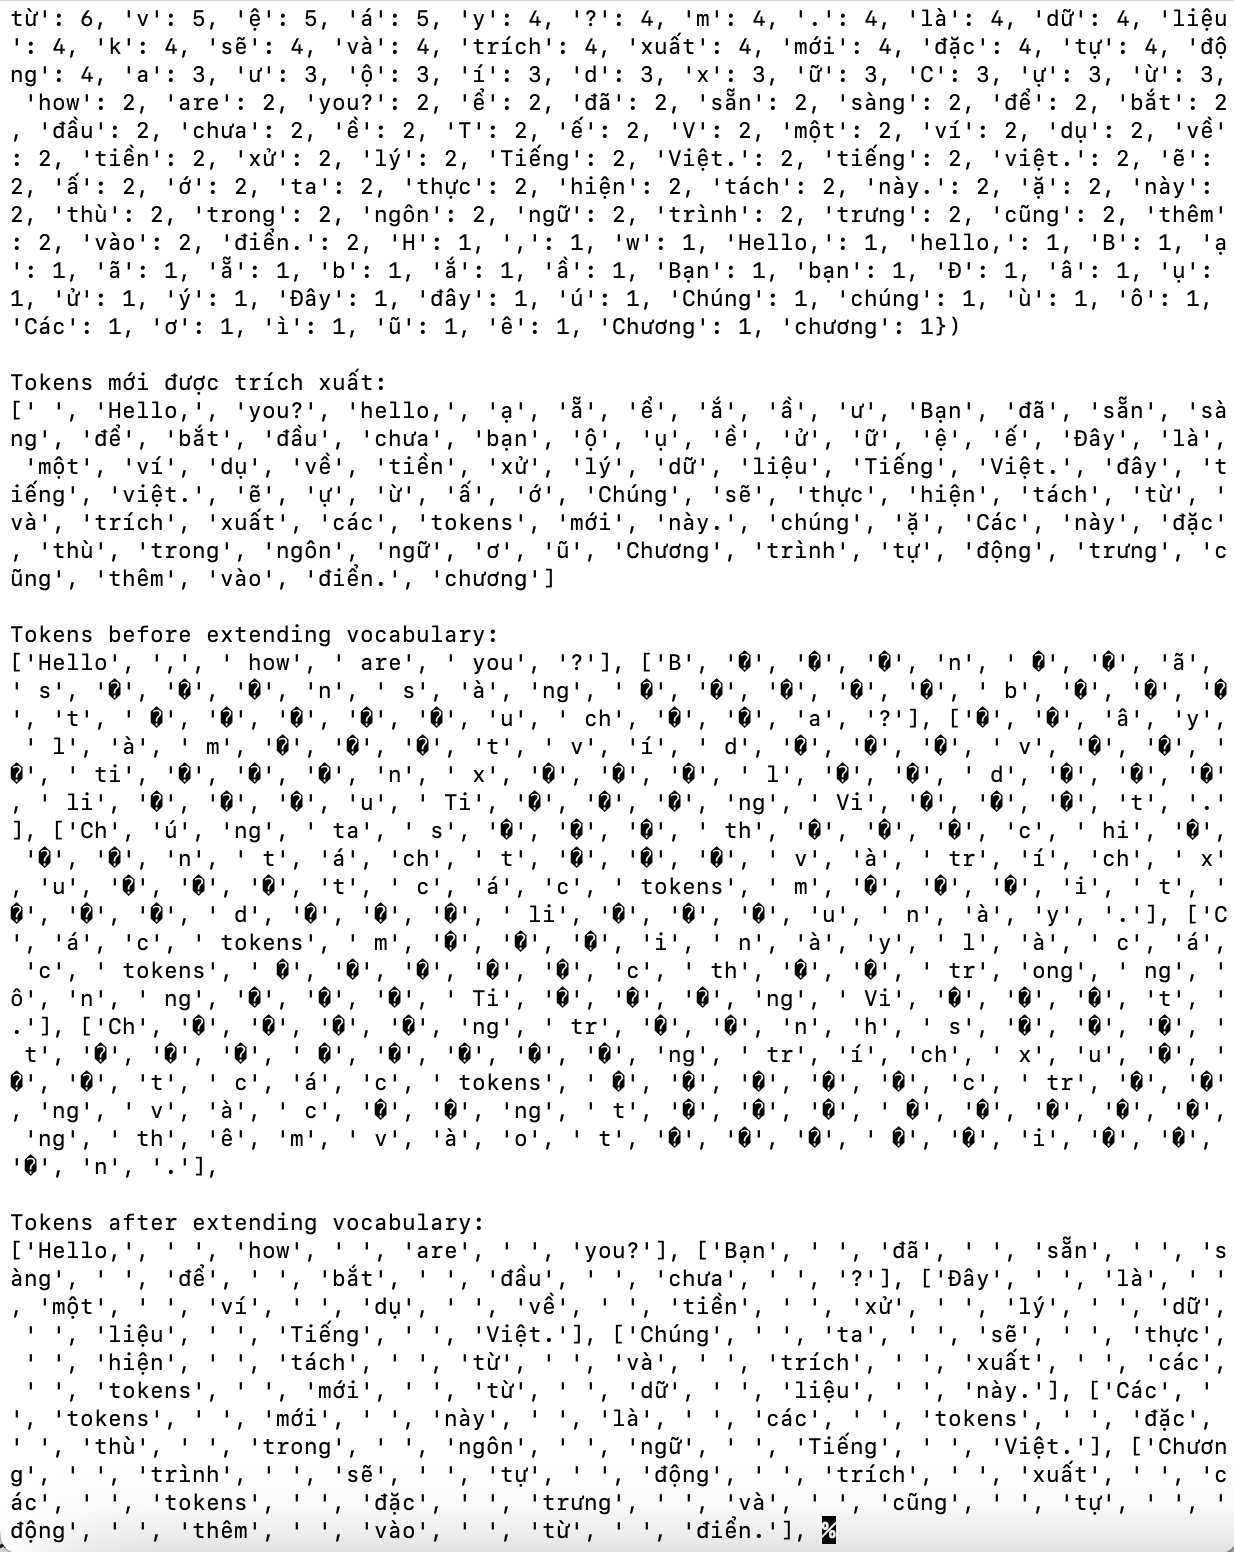 từ': 6, 'v': 5, 'ệ': 5, 'á': 5, 'y': 4, '?': 4, 'm': 4, '.': 4, 'là': 4, 'dữ': 4, 'liệu
': 4, 'k': 4, 'sẽ': 4, 'và': 4, 'trích': 4, 'xuất': 4, 'mới': 4, 'đặc': 4, 'tự': 4, 'độ
ng': 4, 'a': 3, 'ư': 3, 'ộ': 3, 'í': 3, 'd': 3, 'x': 3, 'ữ': 3, 'C': 3, 'ự': 3, 'ừ': 3,
 'how': 2, 'are': 2, 'you?': 2, 'ể': 2, 'đã': 2, 'sẵn': 2, 'sàng': 2, 'để': 2, 'bắt': 2
, 'đầu': 2, 'chưa': 2, 'ề': 2, 'T': 2, 'ế': 2, 'V': 2, 'một': 2, 'ví': 2, 'dụ': 2, 'về'
: 2, 'tiền': 2, 'xử': 2, 'lý': 2, 'Tiếng': 2, 'Việt.': 2, 'tiếng': 2, 'việt.': 2, 'ẽ':
2, 'ấ': 2, 'ớ': 2, 'ta': 2, 'thực': 2, 'hiện': 2, 'tách': 2, 'này.': 2, 'ặ': 2, 'này':
2, 'thù': 2, 'trong': 2, 'ngôn': 2, 'ngữ': 2, 'trình': 2, 'trưng': 2, 'cũng': 2, 'thêm'
: 2, 'vào': 2, 'điển.': 2, 'H': 1, ',': 1, 'w': 1, 'Hello,': 1, 'hello,': 1, 'B': 1, 'ạ
': 1, 'ã': 1, 'ẵ': 1, 'b': 1, 'ắ': 1, 'ầ': 1, 'Bạn': 1, 'bạn': 1, 'Đ': 1, 'â': 1, 'ụ':
1, 'ử': 1, 'ý': 1, 'Đây': 1, 'đây': 1, 'ú': 1, 'Chúng': 1, 'chúng': 1, 'ù': 1, 'ô': 1,
'Các': 1, 'ơ': 1, 'ì': 1, 'ũ': 1, 'ê': 1, 'Chương': 1, 'chương': 1})
Tokens mới được trích xuất:
[' ', 'Hello,', 'you?', 'hello,', 'ạ', 'ẵ', 'ể', 'ắ', 'ầ', 'ư', 'Bạn', 'đã', 'sẵn', 'sà
ng', 'để', 'bắt', 'đầu', 'chưa', 'bạn', 'ộ', 'ụ', 'ề', 'ử', 'ữ', 'ệ', 'ế', 'Đây', 'là',
 'một', 'ví', 'dụ', 'về', 'tiền', 'xử', 'lý', 'dữ', 'liệu', 'Tiếng', 'Việt.', 'đây', 't
iếng', 'việt.', 'ẽ', 'ự', 'ừ', 'ấ', 'ớ', 'Chúng', 'sẽ', 'thực', 'hiện', 'tách', 'từ', '
và', 'trích', 'xuất', 'các', 'tokens', 'mới', 'này.', 'chúng', 'ặ', 'Các', 'này', 'đặc'
, 'thù', 'trong', 'ngôn', 'ngữ', 'ơ', 'ũ', 'Chương', 'trình', 'tự', 'động', 'trưng', 'c
ũng', 'thêm', 'vào', 'điển.', 'chương']
Tokens before extending vocabulary:
['Hello', ',', ' how', ' are', ' you', '?'], ['B', '�', '�', '�', 'n', ' �', '�', 'ã',
' s', '�', '�', '�', 'n', ' s', 'à', 'ng', ' �', '�', '�', '�', '�', ' b', '�', '�', '�
', 't', ' �', '�', '�', '�', '�', 'u', ' ch', '�', '�', 'a', '?'], ['�', '�', 'â', 'y',
 ' l', 'à', ' m', '�', '�', '�', 't', ' v', 'í', ' d', '�', '�', '�', ' v', '�', '�', '
�', ' ti', '�', '�', '�', 'n', ' x', '�', '�', '�', ' l', '�', '�', ' d', '�', '�', '�'
, ' li', '�', '�', '�', 'u', ' Ti', '�', '�', '�', 'ng', ' Vi', '�', '�', '�', 't', '.'
], ['Ch', 'ú', 'ng', ' ta', ' s', '�', '�', '�', ' th', '�', '�', '�', 'c', ' hi', '�',
 '�', '�', 'n', ' t', 'á', 'ch', ' t', '�', '�', '�', ' v', 'à', ' tr', 'í', 'ch', ' x'
, 'u', '�', '�', '�', 't', ' c', 'á', 'c', ' tokens', ' m', '�', '�', '�', 'i', ' t', '
�', '�', '�', ' d', '�', '�', '�', ' li', '�', '�', '�', 'u', ' n', 'à', 'y', '.'], ['C
', 'á', 'c', ' tokens', ' m', '�', '�', '�', 'i', ' n', 'à', 'y', ' l', 'à', ' c', 'á',
 'c', ' tokens', ' �', '�', '�', '�', '�', 'c', ' th', '�', '�', ' tr', 'ong', ' ng', '
ô', 'n', ' ng', '�', '�', '�', ' Ti', '�', '�', '�', 'ng', ' Vi', '�', '�', '�', 't', '
.'], ['Ch', '�', '�', '�', '�', 'ng', ' tr', '�', '�', 'n', 'h', ' s', '�', '�', '�', '
 t', '�', '�', '�', ' �', '�', '�', '�', '�', 'ng', ' tr', 'í', 'ch', ' x', 'u', '�', '
�', '�', 't', ' c', 'á', 'c', ' tokens', ' �', '�', '�', '�', '�', 'c', ' tr', '�', '�'
, 'ng', ' v', 'à', ' c', '�', '�', 'ng', ' t', '�', '�', '�', ' �', '�', '�', '�', '�',
 'ng', ' th', 'ê', 'm', ' v', 'à', 'o', ' t', '�', '�', '�', ' �', '�', 'i', '�', '�',
'�', 'n', '.'],
Tokens after extending vocabulary:
['Hello,', ' ', 'how', ' ', 'are', ' ', 'you?'], ['Bạn', ' ', 'đã', ' ', 'sẵn', ' ', 's
àng', ' ', 'để', ' ', 'bắt', ' ', 'đầu', ' ', 'chưa', ' ', '?'], ['Đây', ' ', 'là', ' '
, 'một', ' ', 'ví', ' ', 'dụ', ' ', 'về', ' ', 'tiền', ' ', 'xử', ' ', 'lý', ' ', 'dữ',
 ' ', 'liệu', ' ', 'Tiếng', ' ', 'Việt.'], ['Chúng', ' ', 'ta', ' ', 'sẽ', ' ', 'thực',
 ' ', 'hiện', ' ', 'tách', ' ', 'từ', ' ', 'và', ' ', 'trích', ' ', 'xuất', ' ', 'các',
 ' ', 'tokens', ' ', 'mới', ' ', 'từ', ' ', 'dữ', ' ', 'liệu', ' ', 'này.'], ['Các', '
', 'tokens', ' ', 'mới', ' ', 'này', ' ', 'là', ' ', 'các', ' ', 'tokens', ' ', 'đặc',
' ', 'thù', ' ', 'trong', ' ', 'ngôn', ' ', 'ngữ', ' ', 'Tiếng', ' ', 'Việt.'], ['Chươn
g', ' ', 'trình', ' ', 'sẽ', ' ', 'tự', ' ', 'động', ' ', 'trích', ' ', 'xuất', ' ', 'c
ác', ' ', 'tokens', ' ', 'đặc', ' ', 'trưng', ' ', 'và', ' ', 'cũng', ' ', 'tự', ' ', '
động', ' ', 'thêm', ' ', 'vào', ' ', 'từ', ' ', 'điển.'], %